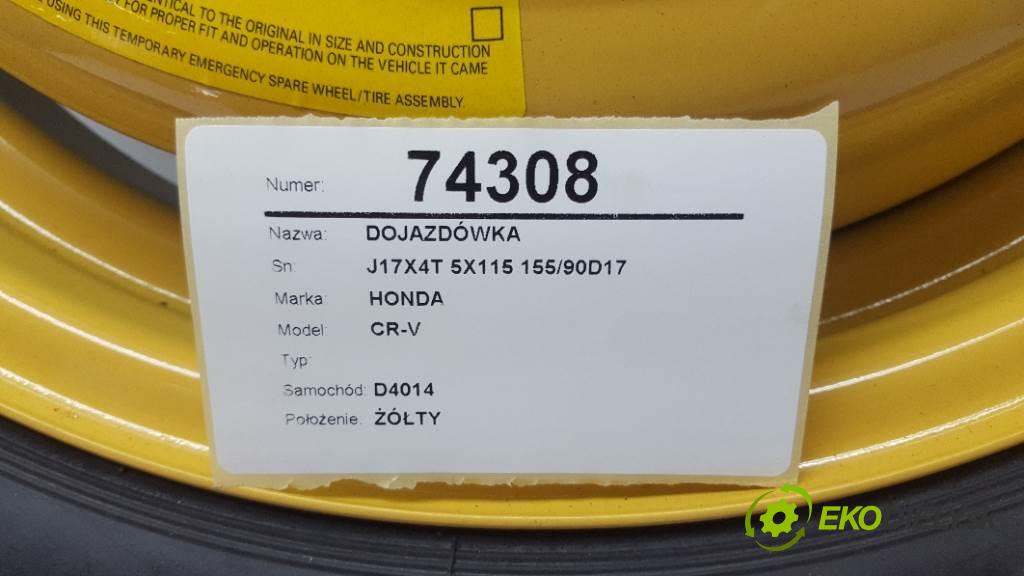 IDENTICAL TO THE ORIGINAL IN SIZE AND CONSTRUCTION
FOR PROPER FIT AND OPERATION ON THE VEHICLE IT CAME
USING THIS TEMPORARY EMERGENCY SPARE WHEEL/TIRE ASSEMBLY.
Numer: 74308
Nazwa: DOJAZDÓWKA
Sn: J17X4T 5X115 155/90D17
Marka: HONDA
Model: CR-V
Typ:
Samochód: D4014
Położenie: ŻÓŁTY
EKO